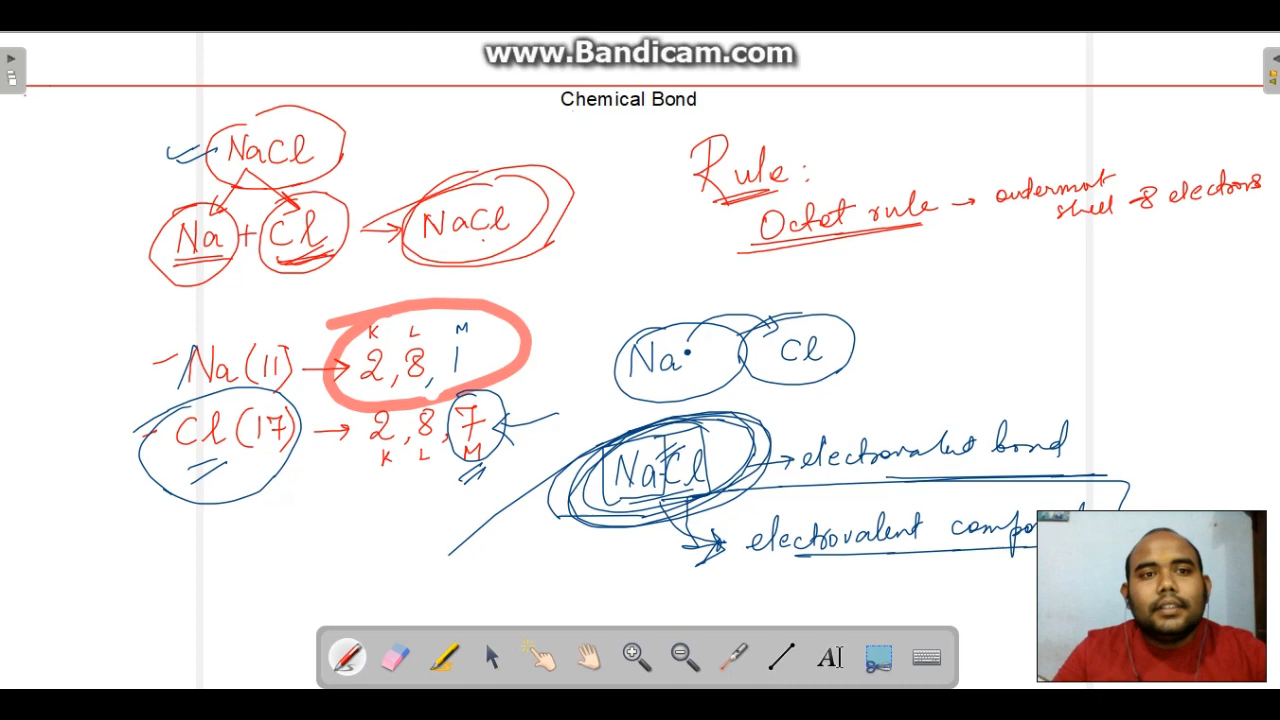 www.Bandicam.com
Chemical Bond
NaCl
Na + Cl → NaCl
Rule:
Octet rule → outermost
shell - 8 electrons
K L M
- Na (11) → 2, 8, 1
- Cl (17) → 2, 8, 7
K L M
Na• Cl
NaCl → electrovalent bond
→ electrovalent
AI